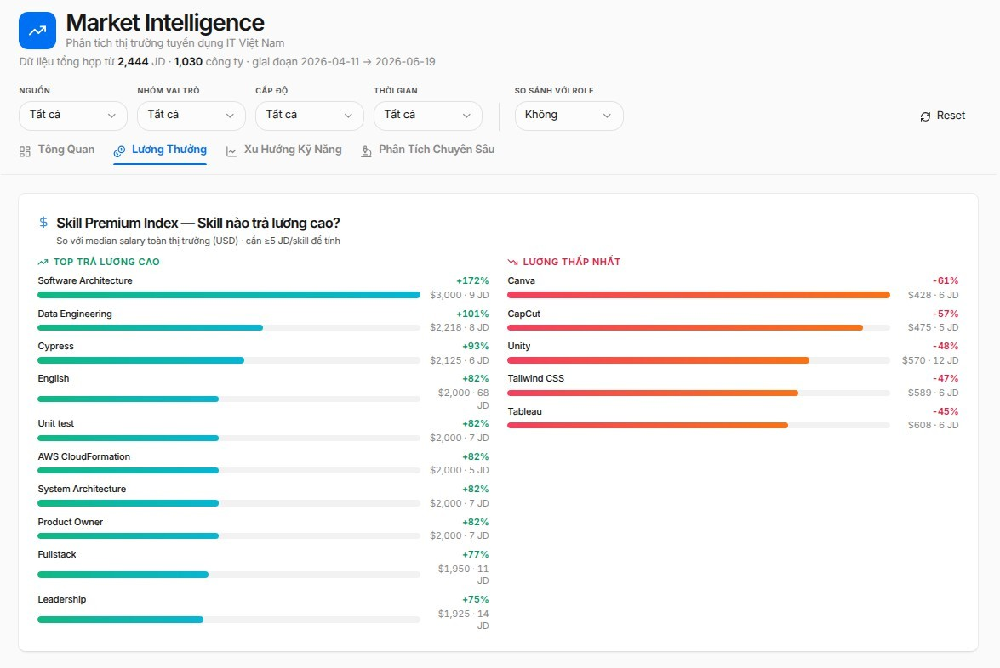 Market Intelligence
Phân tích thị trường tuyển dụng IT Việt Nam
Dữ liệu tổng hợp từ 2,444 JD · 1,030 công ty · giai đoạn 2026-04-11 → 2026-06-19
NGUỒN
NHÓM VAI TRÒ
CẤP ĐỘ
THỜI GIAN
SO SÁNH VỚI ROLE
Tất cả
Tất cả
Tất cả
Tất cả
Không
Reset
Tổng Quan
Lương Thưởng
Xu Hướng Kỹ Năng
Phân Tích Chuyên Sâu
Skill Premium Index — Skill nào trả lương cao?
So với median salary toàn thị trường (USD) · cần ≥5 JD/skill để tính
TOP TRẢ LƯƠNG CAO
Software Architecture
+172%
$3,000 · 9 JD
Data Engineering
+101%
$2,218 · 8 JD
Cypress
+93%
$2,125 · 6 JD
English
+82%
$2,000 · 68
JD
Unit test
+82%
$2,000 · 7 JD
AWS CloudFormation
+82%
$2,000 · 5 JD
System Architecture
+82%
$2,000 · 7 JD
Product Owner
+82%
$2,000 · 7 JD
Fullstack
+77%
$1,950 · 11
JD
Leadership
+75%
$1,925 · 14
JD
LƯƠNG THẤP NHẤT
Canva
-61%
$428 · 6 JD
CapCut
-57%
$475 · 5 JD
Unity
-48%
$570 · 12 JD
Tailwind CSS
-47%
$589 · 6 JD
Tableau
-45%
$608 · 6 JD